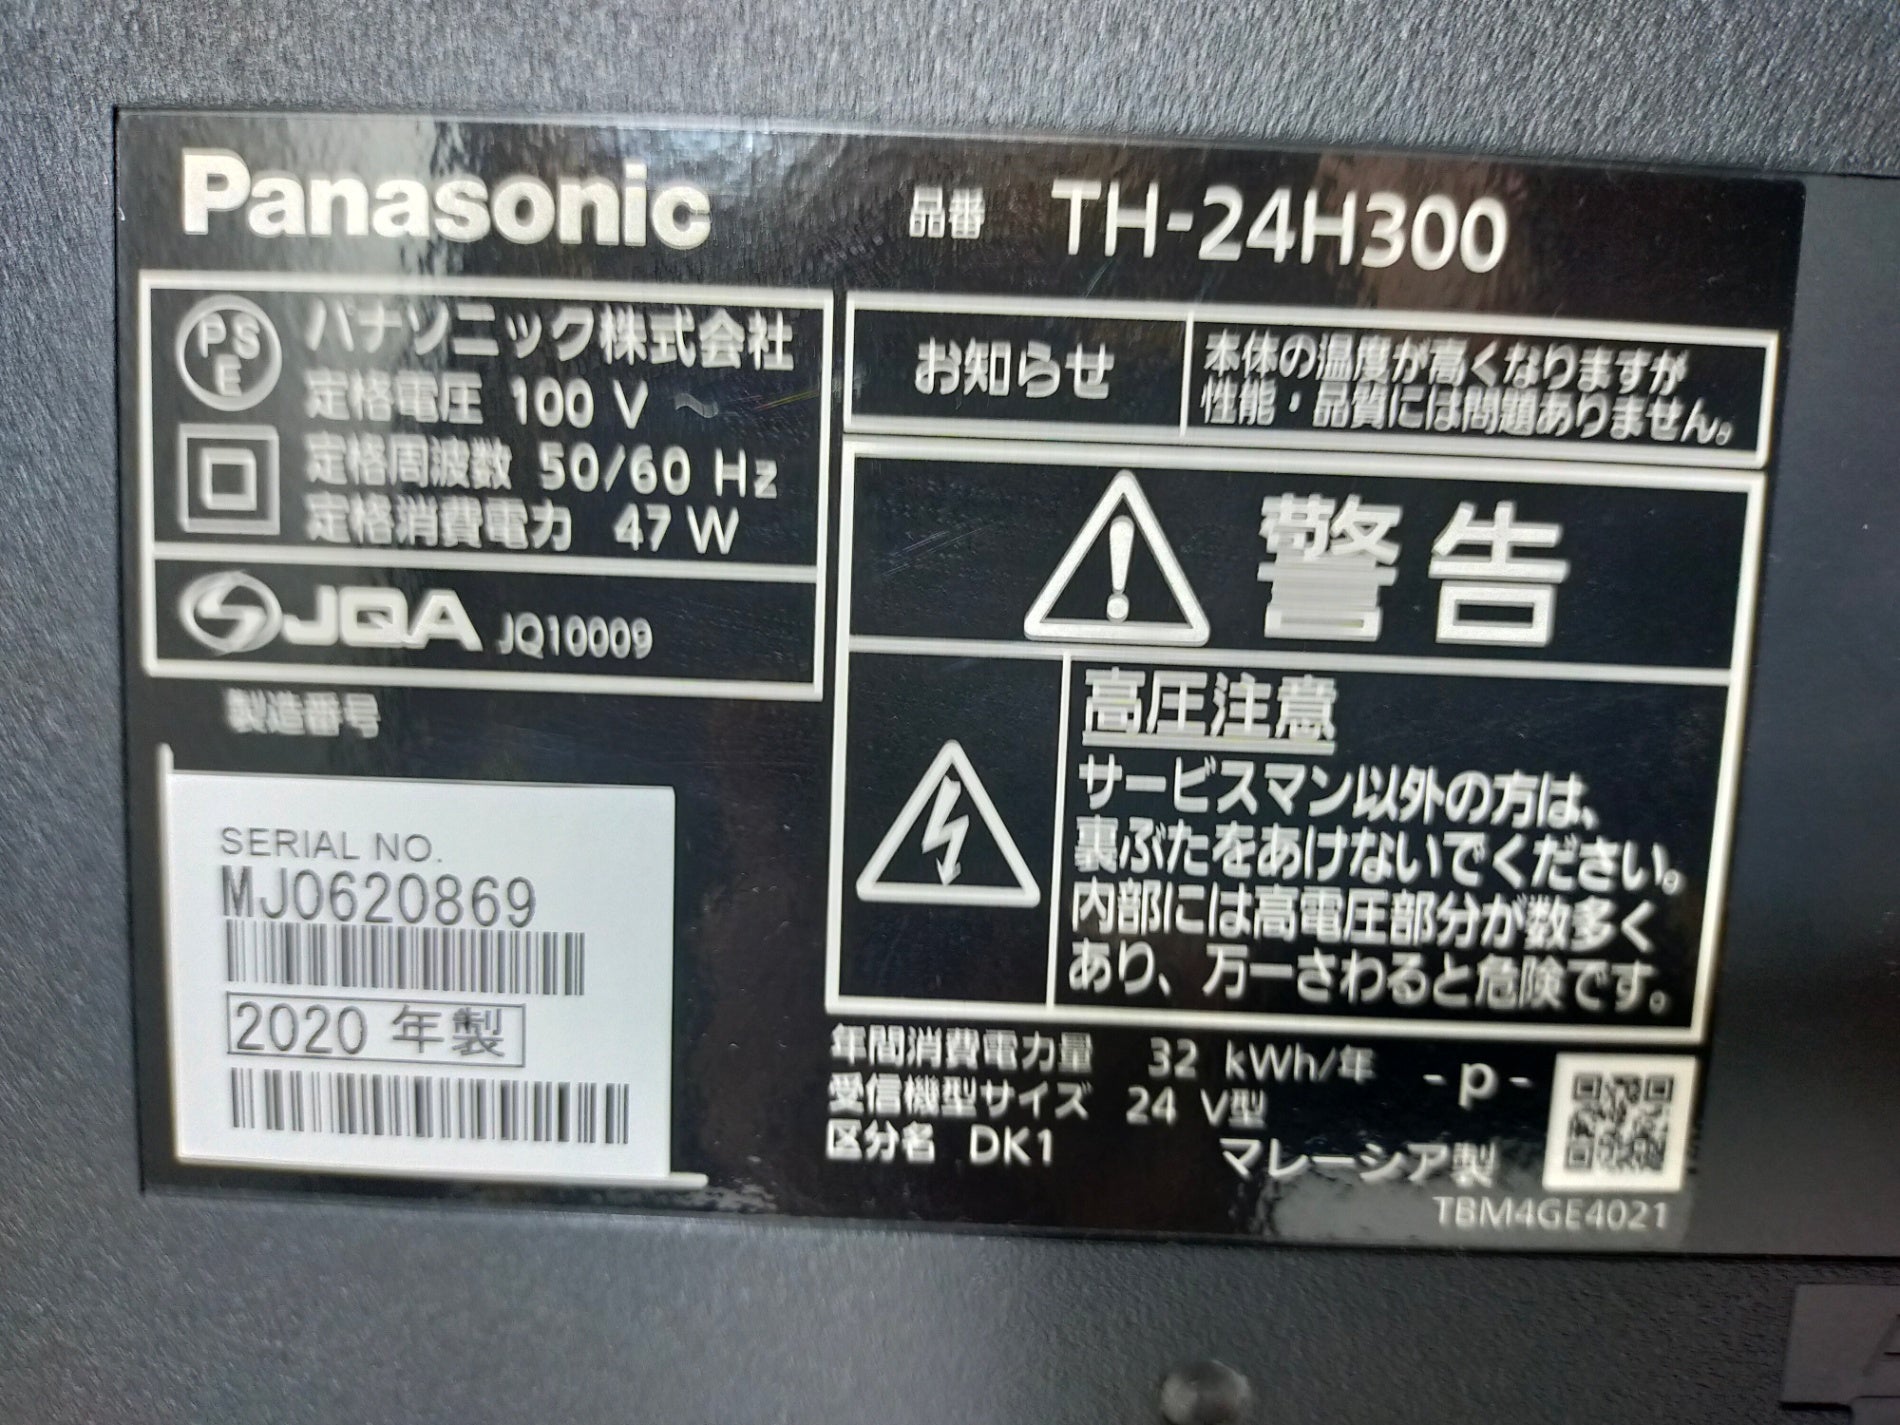 Panasonic
品番 TH-24H300
PSE
パナソニック株式会社
定格電圧 100 V ~
定格周波数 50/60 Hz
定格消費電力 47 W
JQA JQ10009
製造番号
SERIAL NO.
MJ0620869
2020 年製
お知らせ
本体の温度が高くなりますが
性能・品質には問題ありません。
警告
高圧注意
サービスマン以外の方は、
裏ぶたをあけないでください。
内部には高電圧部分が数多く
あり、万一さわると危険です。
年間消費電力量 32 kWh/年
受信機型サイズ 24 V型
区分名 DK1
-p-
マレーシア製
TBM4GE4021